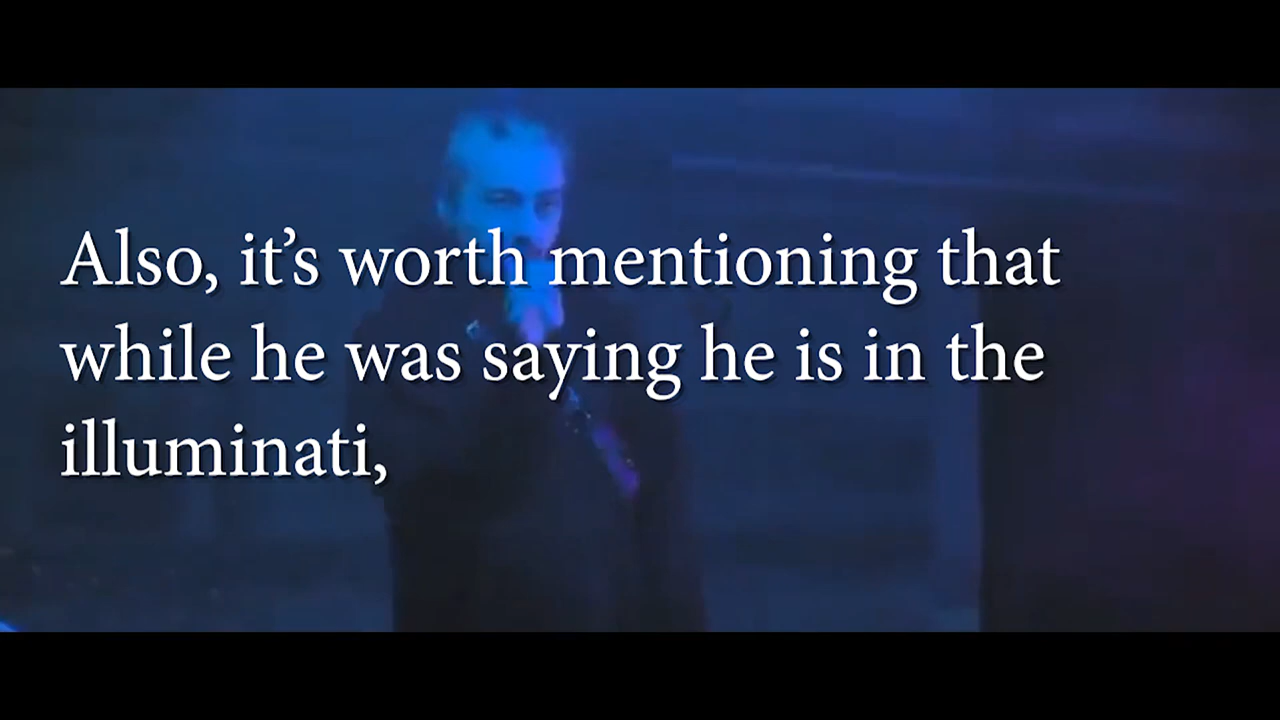 Also, it’s worth mentioning that
while he was saying he is in the
illuminati,